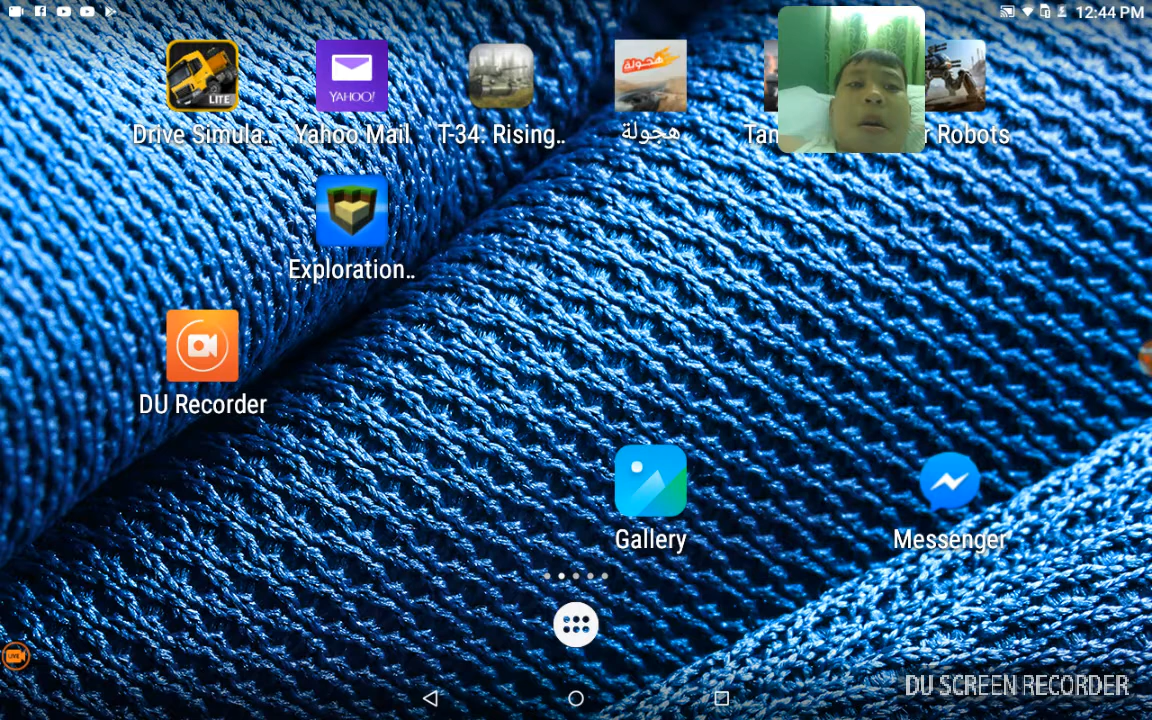 12:44 PM
LITE
YAHOO!
هجولة
Drive Simula..
Yahoo Mail
T-34: Rising..
هجولة
Tan
r Robots
Exploration..
DU Recorder
Gallery
Messenger
LIVE
DU SCREEN RECORDER